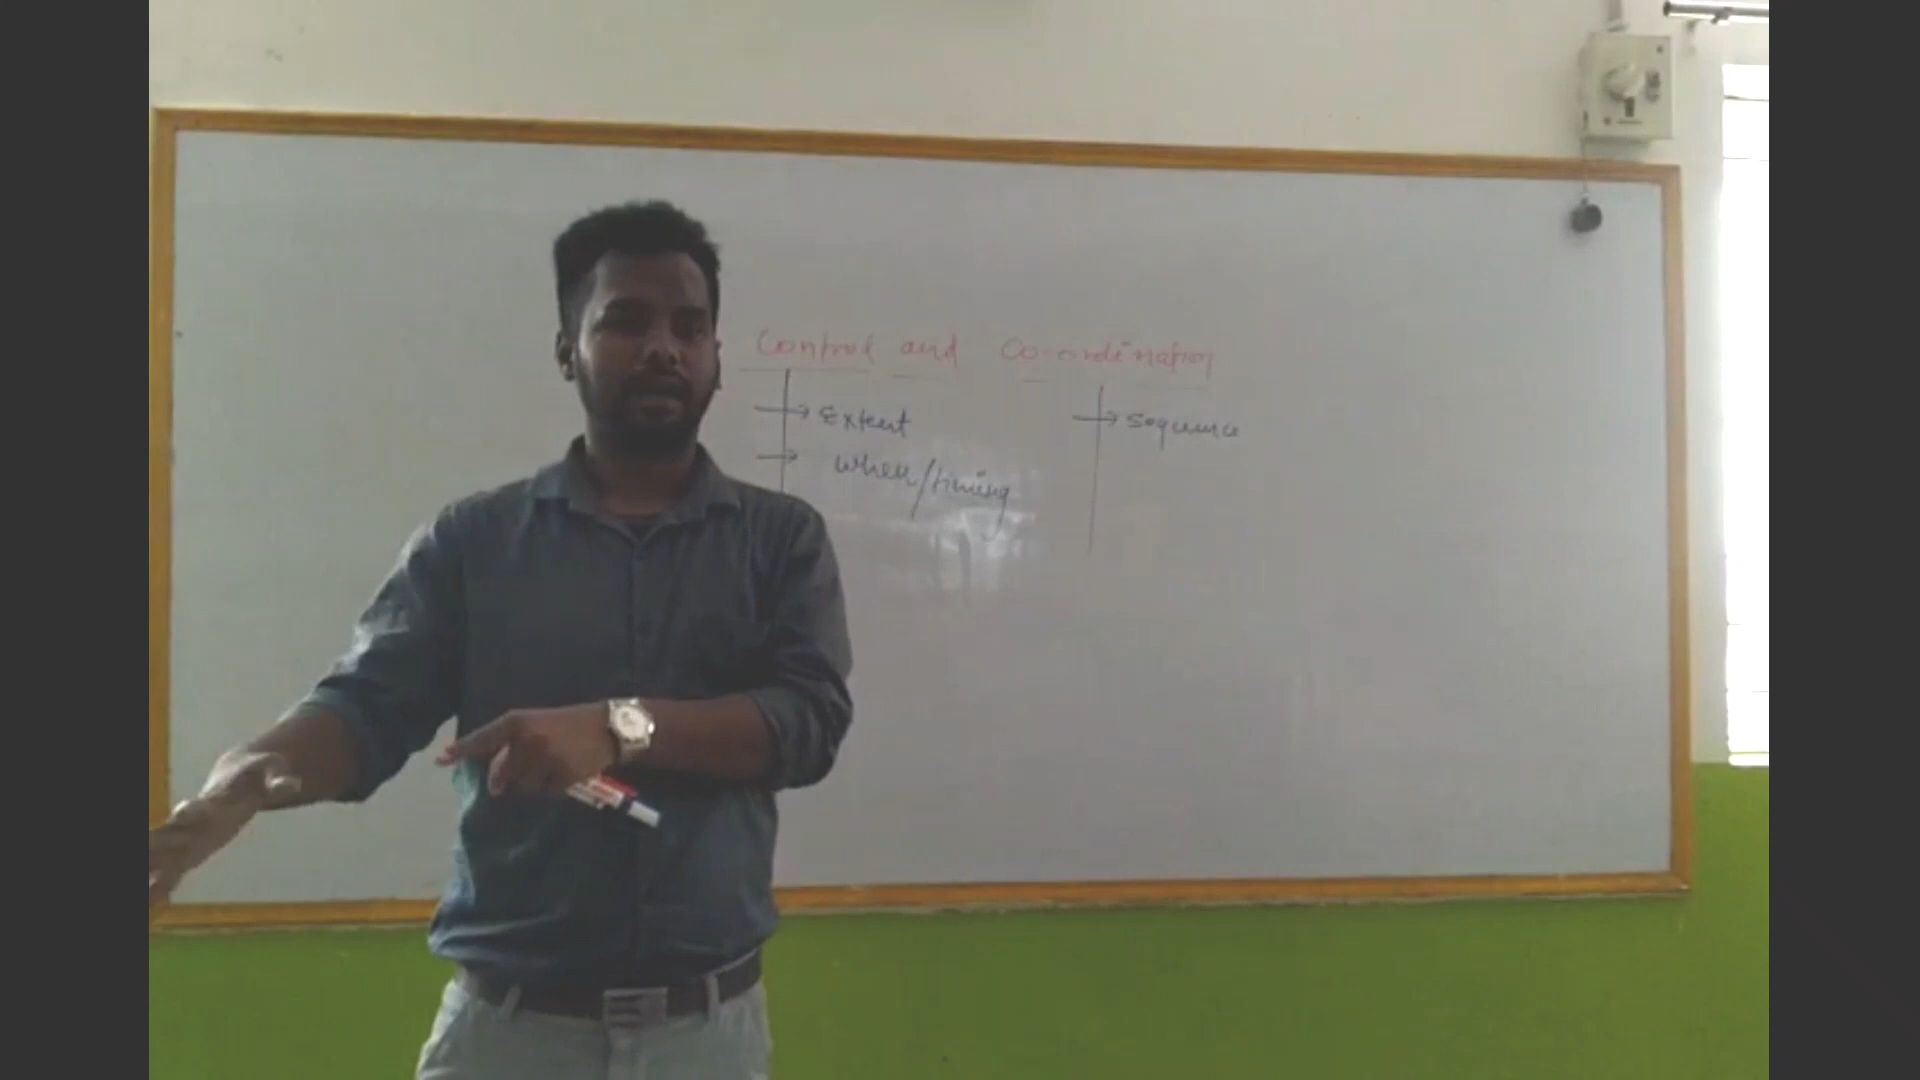 Control and Co-ordination
→ Extent
→ when/timing
→ Sequence